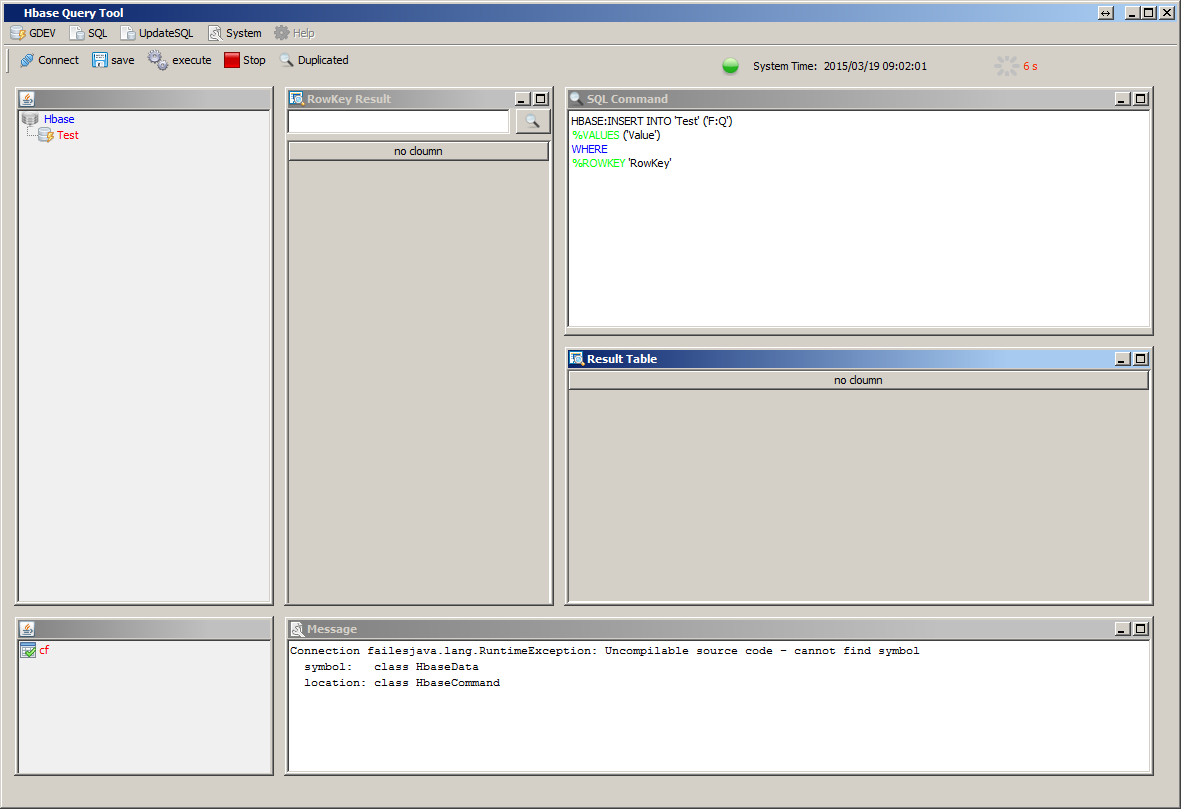 Hbase Query Tool
GDEV SQL UpdateSQL System Help
Connect save execute Stop Duplicated System Time: 2015/03/19 09:02:01 6 s
Hbase
Test
RowKey Result
no cloumn
SQL Command
HBASE:INSERT INTO 'Test' ('F:Q')
%VALUES ('Value')
WHERE
%ROWKEY 'RowKey'
Result Table
no cloumn
cf
Message
Connection failesjava.lang.RuntimeException: Uncompilable source code - cannot find symbol
symbol: class HbaseData
location: class HbaseCommand